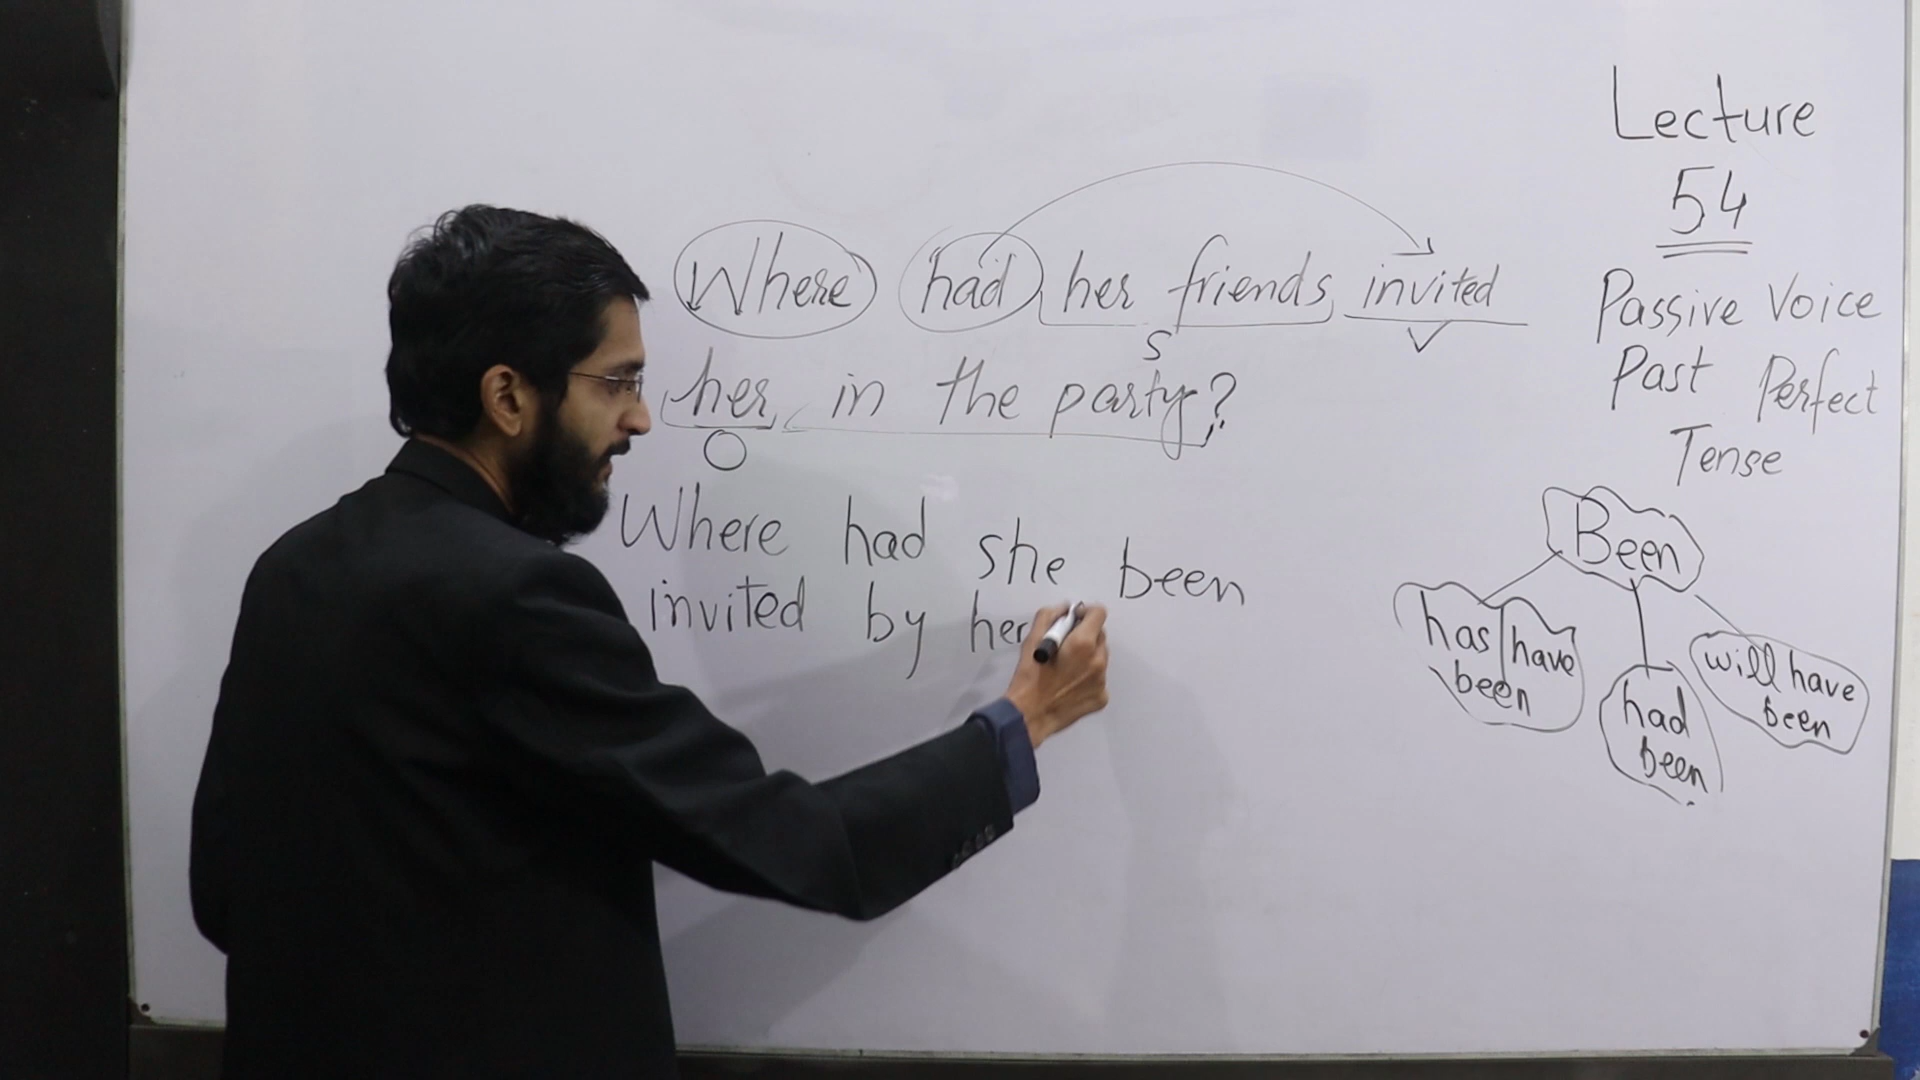 Where had her friends invited
S
her in the party?
O
Where had she been
invited by her
Lecture
54
Passive Voice
Past Perfect
Tense
Been
has have
been
had
been
will have
been